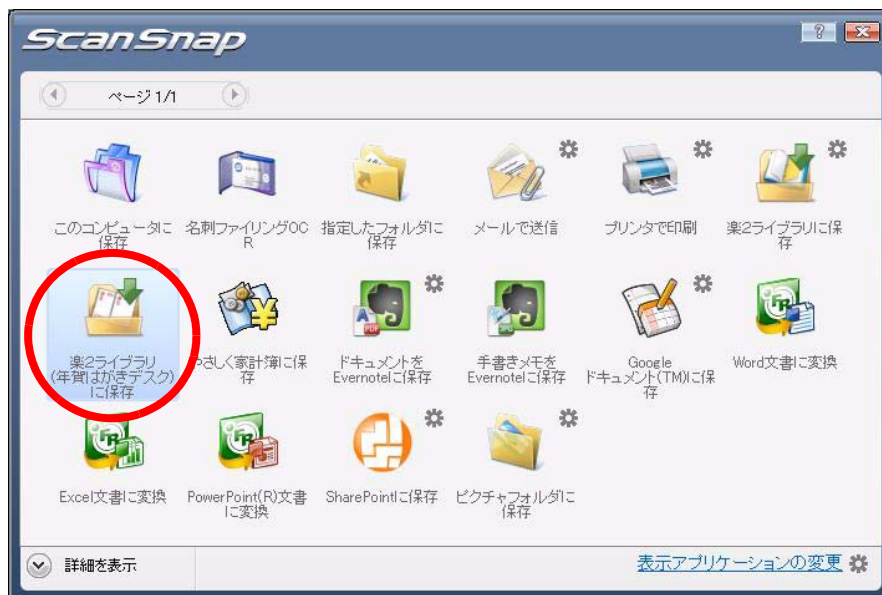 ScanSnap
ページ 1/1
このコンピュータに
保存
名刺ファイリングOC
R
指定したフォルダに
保存
メールで送信
プリンタで印刷
楽2ライブラリに保
存
楽2ライブラリ
(年賀はがきデスク)
に保存
やさしく家計簿に保
存
ドキュメントを
Evernoteに保存
手書きメモを
Evernoteに保存
Google
ドキュメント(TM)に保
存
Word文書に変換
Excel文書に変換
PowerPoint(R)文書
に変換
SharePointに保存
ピクチャフォルダに
保存
詳細を表示
表示アプリケーションの変更